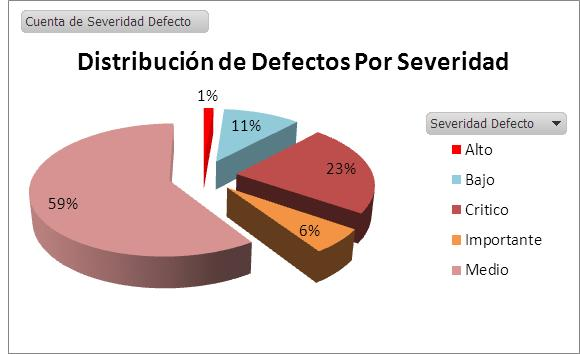 Cuenta de Severidad Defecto
Distribución de Defectos Por Severidad
1%
11%
23%
6%
59%
Severidad Defecto
Alto
Bajo
Critico
Importante
Medio